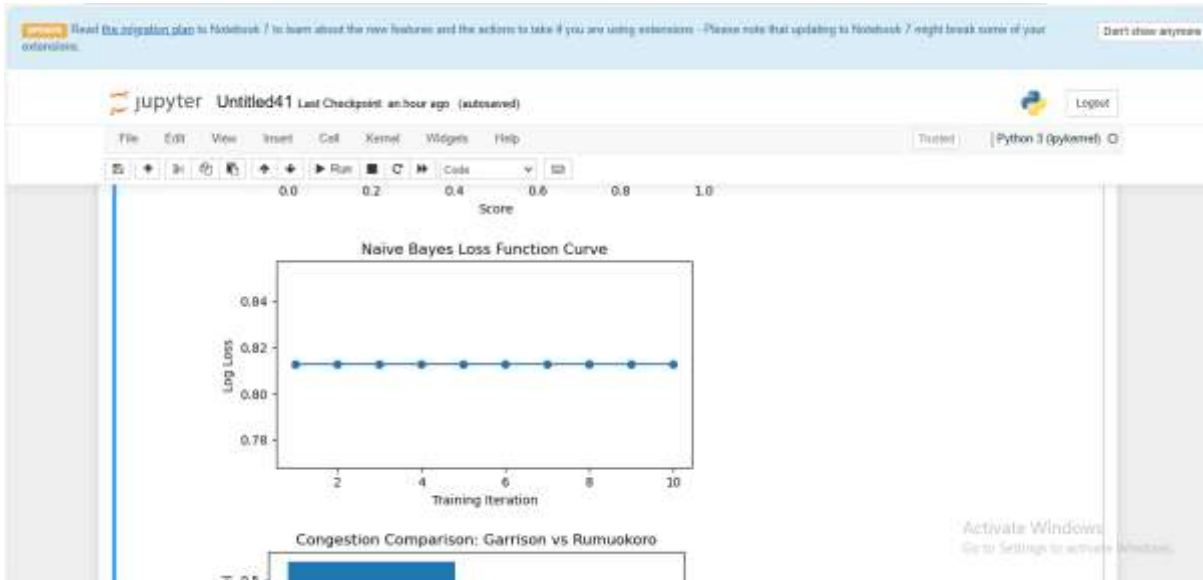 Read the migration plan to Notebook 7 to learn about the new features and the actions to take if you are using extensions - Please note that updating to Notebook 7 might break some of your extensions.
Don't show anymore
jupyter Untitled41 Last Checkpoint: an hour ago (autosaved)
Logout
File Edit View Insert Cell Kernel Widgets Help
Trusted
Python 3 (ipykernel)
Run
Code
0.0 0.2 0.4 0.6 0.8 1.0
Score
Naive Bayes Loss Function Curve
0.84
0.82
0.80
0.78
Log Loss
2 4 6 8 10
Training Iteration
Congestion Comparison: Garrison vs Rumuokoro
0.5
Activate Windows
Go to Settings to activate Windows.